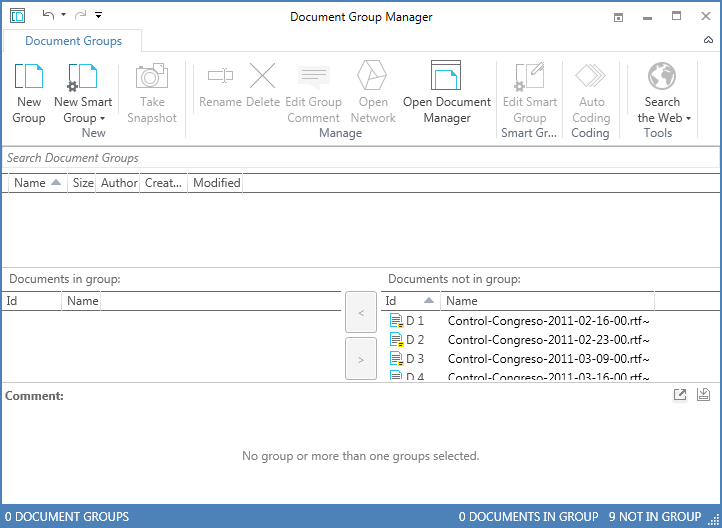 Document Group Manager
Document Groups
New Group
New Smart Group
Take Snapshot
New
Rename
Delete
Edit Group Comment
Open Network
Open Document Manager
Manage
Edit Smart Group
Smart Gr...
Auto Coding
Coding
Search the Web
Tools
Search Document Groups
Name Size Author Creat... Modified
Documents in group:
Id Name
<
>
Documents not in group:
Id Name
D 1 Control-Congreso-2011-02-16-00.rtf~
D 2 Control-Congreso-2011-02-23-00.rtf~
D 3 Control-Congreso-2011-03-09-00.rtf~
D 4 Control-Congreso-2011-03-16-00.rtf~
Comment:
No group or more than one groups selected.
0 DOCUMENT GROUPS
0 DOCUMENTS IN GROUP 9 NOT IN GROUP